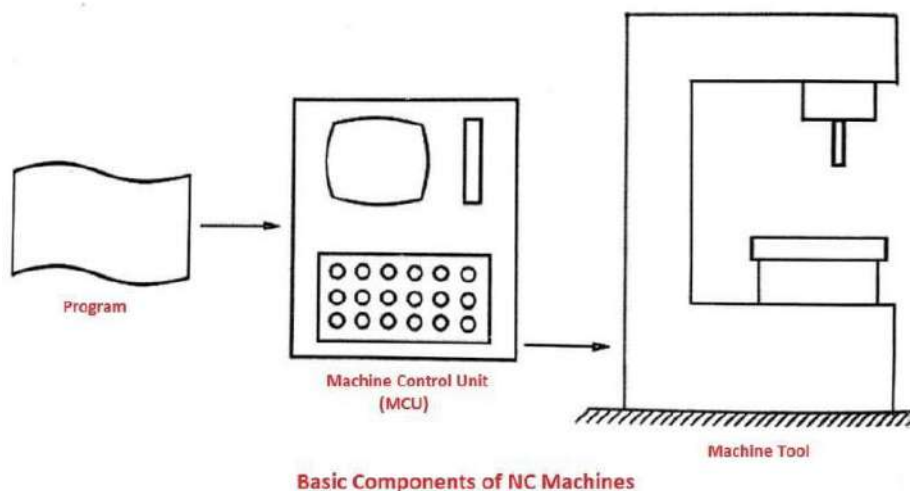 Program
Machine Control Unit
(MCU)
Machine Tool
Basic Components of NC Machines